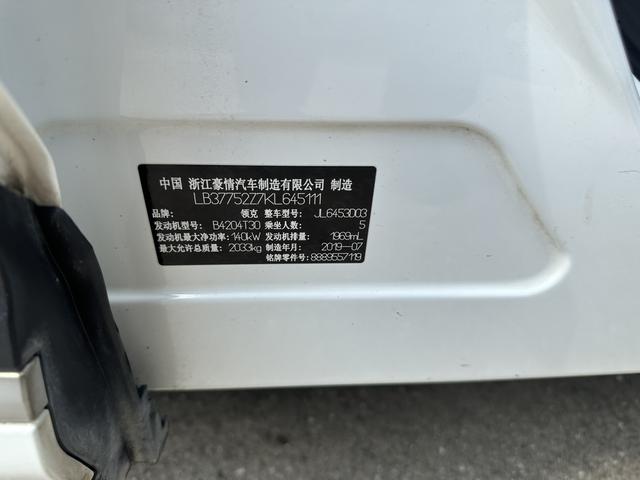 中国 浙江豪情汽车制造有限公司 制造
LB37752Z7KL645111
品牌: 领克 整车型号: JL6453D03
发动机型号: B4204T30 乘坐人数: 5
发动机最大净功率: 140kW 发动机排量: 1969mL
最大允许总质量: 2033kg 制造年月: 2019-07
铭牌零件号: 8889557119